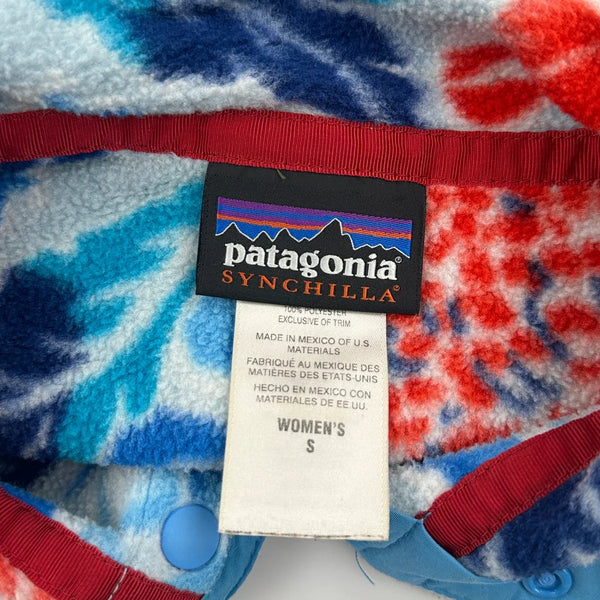 patagonia®
SYNCHILLA®
100% POLYESTER
EXCLUSIVE OF TRIM
MADE IN MEXICO OF U.S.
MATERIALS
FABRIQUÉ AU MEXIQUE DES
MATIÈRES DES ETATS-UNIS
HECHO EN MEXICO CON
MATERIALES DE EE.UU.
WOMEN'S
S